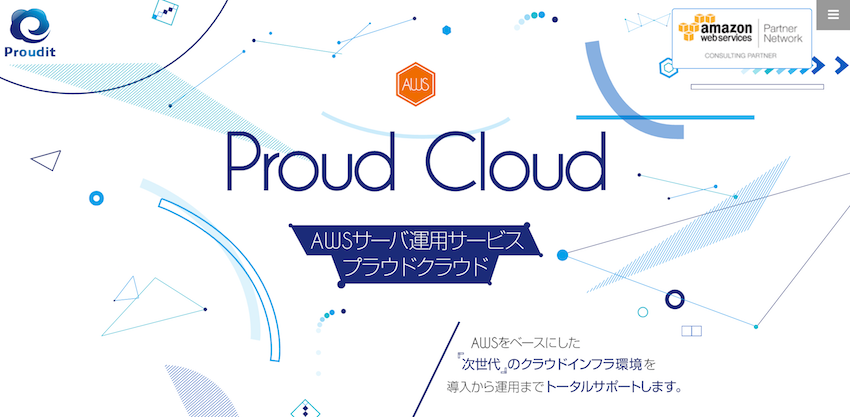 Proudit
amazon
web services
Partner
Network
CONSULTING PARTNER
AWS
Proud Cloud
AWSサーバ運用サービス
プラウドクラウド
AWSをベースにした
『次世代』のクラウドインフラ環境を
導入から運用までトータルサポートします。